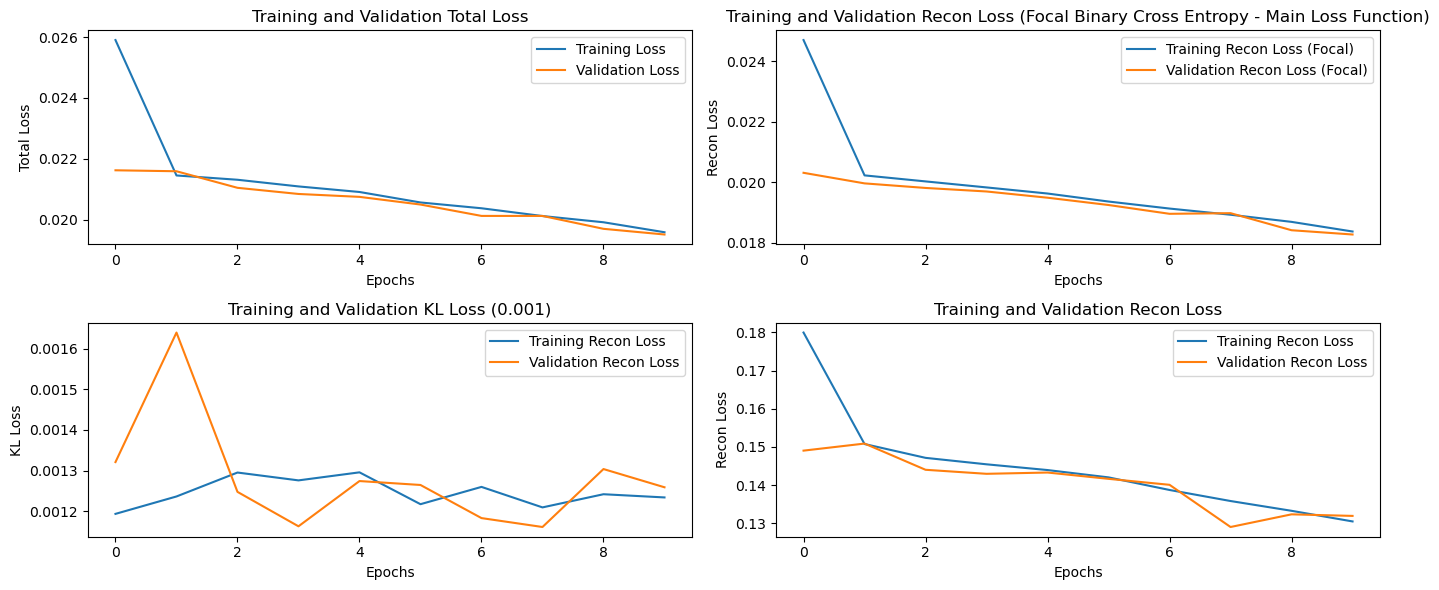 Training and Validation Total Loss
0.026
0.024
0.022
0.020
Total Loss
Training Loss
Validation Loss
0 2 4 6 8
Epochs
Training and Validation Recon Loss (Focal Binary Cross Entropy - Main Loss Function)
0.024
0.022
0.020
0.018
Recon Loss
Training Recon Loss (Focal)
Validation Recon Loss (Focal)
0 2 4 6 8
Epochs
Training and Validation KL Loss (0.001)
0.0016
0.0015
0.0014
0.0013
0.0012
KL Loss
Training Recon Loss
Validation Recon Loss
0 2 4 6 8
Epochs
Training and Validation Recon Loss
0.18
0.17
0.16
0.15
0.14
0.13
Recon Loss
Training Recon Loss
Validation Recon Loss
0 2 4 6 8
Epochs